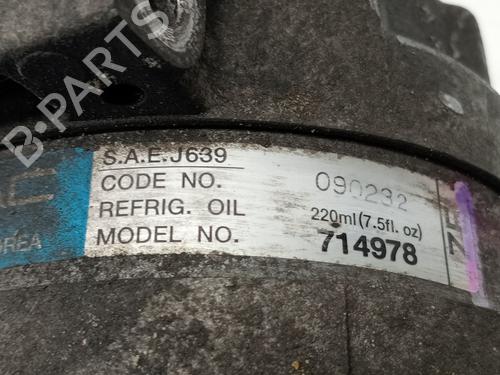 B-PARTS
S.A.E.J639
CODE NO. 090232
REFRIG. OIL 220ml(7.5fl. oz)
MODEL NO. 714978